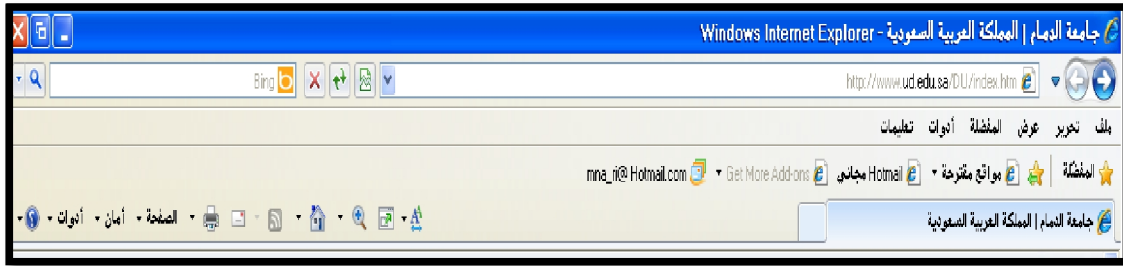 جامعة الدمام | المملكة العربية السعودية - Windows Internet Explorer
http://www.ud.edu.sa/DU/index.htm Bing
ملف تحرير عرض المفضلة أدوات تعليمات
المفضلة مواقع مقترحة Hotmail مجاني Get More Add-ons mna_ri@ Hotmail.com
جامعة الدمام | المملكة العربية السعودية
الصفحة أمان أدوات